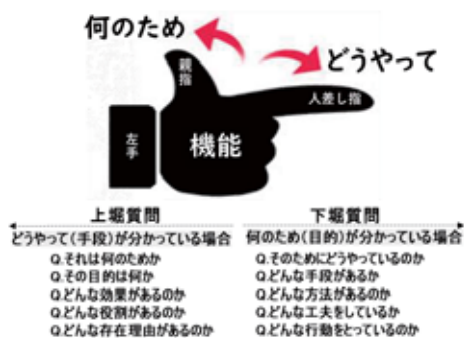 何のため
どうやって
親指
人差し指
左手
機能
上堀質問
下堀質問
どうやって(手段)が分かっている場合
何のため(目的)が分かっている場合
Q.それは何のためか
Q.その目的は何か
Q.どんな効果があるのか
Q.どんな役割があるのか
Q.どんな存在理由があるのか
Q.そのためにどうやっているのか
Q.どんな手段があるか
Q.どんな方法があるのか
Q.どんな工夫をしているか
Q.どんな行動をとっているのか